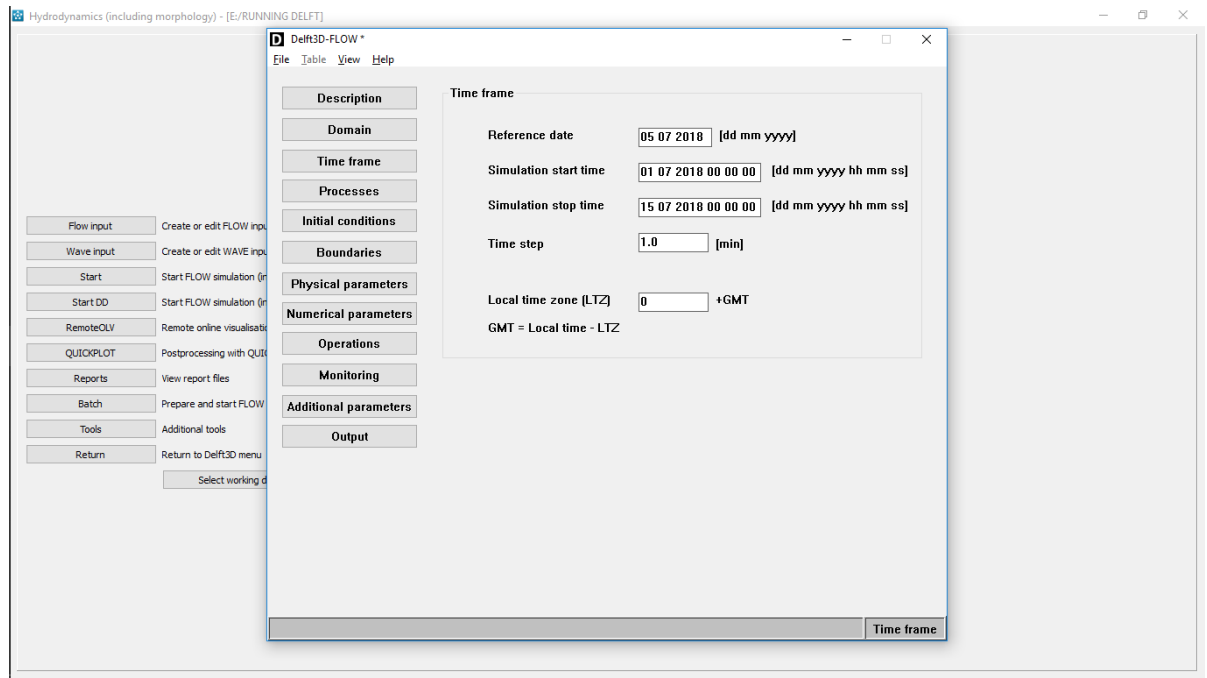 Hydrodynamics (including morphology) - [E:/RUNNING DELFT]
Delft3D-FLOW *
File Table View Help
Description
Domain
Time frame
Processes
Initial conditions
Boundaries
Physical parameters
Numerical parameters
Operations
Monitoring
Additional parameters
Output
Time frame
Reference date 05 07 2018 [dd mm yyyy]
Simulation start time 01 07 2018 00 00 00 [dd mm yyyy hh mm ss]
Simulation stop time 15 07 2018 00 00 00 [dd mm yyyy hh mm ss]
Time step 1.0 [min]
Local time zone (LTZ) 0 +GMT
GMT = Local time - LTZ
Time frame
Flow input Create or edit FLOW inpu
Wave input Create or edit WAVE inpu
Start Start FLOW simulation (in
Start DD Start FLOW simulation (in
RemoteOLV Remote online visualisatio
QUICKPLOT Postprocessing with QUIC
Reports View report files
Batch Prepare and start FLOW
Tools Additional tools
Return Return to Delft3D menu
Select working d